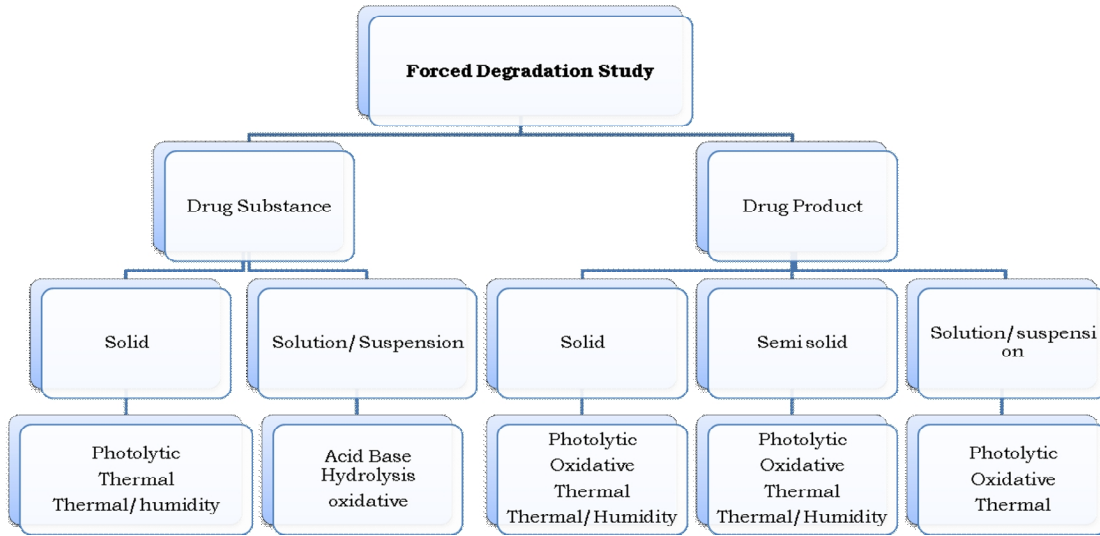 Forced Degradation Study
Drug Substance
Drug Product
Solid
Solution/Suspension
Solid
Semi solid
Solution/suspensi
on
Photolytic
Thermal
Thermal/humidity
Acid Base
Hydrolysis
oxidative
Photolytic
Oxidative
Thermal
Thermal/Humidity
Photolytic
Oxidative
Thermal
Thermal/Humidity
Photolytic
Oxidative
Thermal